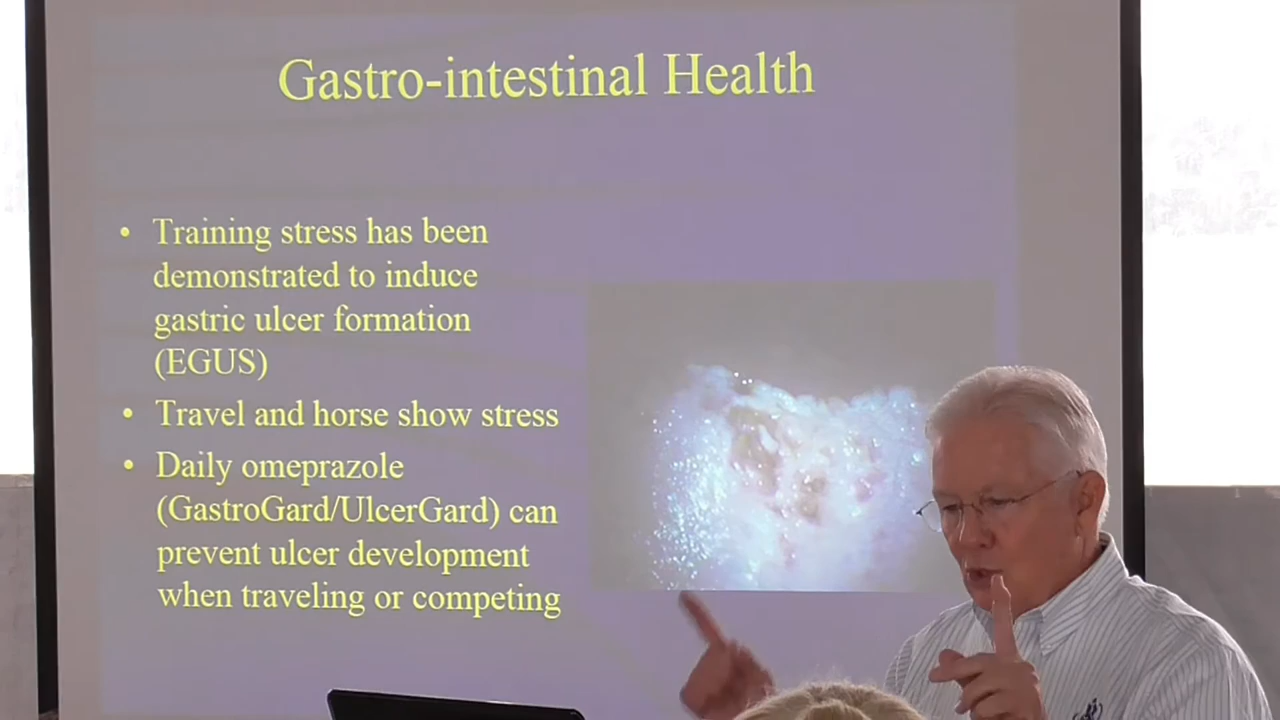 Gastro-intestinal Health
• Training stress has been
demonstrated to induce
gastric ulcer formation
(EGUS)
• Travel and horse show stress
• Daily omeprazole
(GastroGard/UlcerGard) can
prevent ulcer development
when traveling or competing